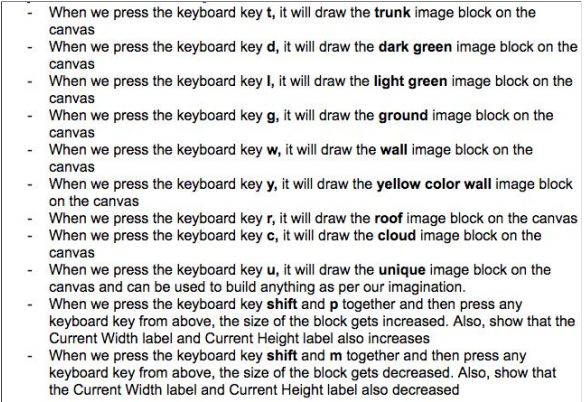 - When we press the keyboard key t, it will draw the trunk image block on the
canvas
- When we press the keyboard key d, it will draw the dark green image block on the
canvas
- When we press the keyboard key l, it will draw the light green image block on the
canvas
- When we press the keyboard key g, it will draw the ground image block on the
canvas
- When we press the keyboard key w, it will draw the wall image block on the
canvas
- When we press the keyboard key y, it will draw the yellow color wall image block
on the canvas
- When we press the keyboard key r, it will draw the roof image block on the canvas
- When we press the keyboard key c, it will draw the cloud image block on the
canvas
- When we press the keyboard key u, it will draw the unique image block on the
canvas and can be used to build anything as per our imagination.
- When we press the keyboard key shift and p together and then press any
keyboard key from above, the size of the block gets increased. Also, show that the
Current Width label and Current Height label also increases
- When we press the keyboard key shift and m together and then press any
keyboard key from above, the size of the block gets decreased. Also, show that
the Current Width label and Current Height label also decreased